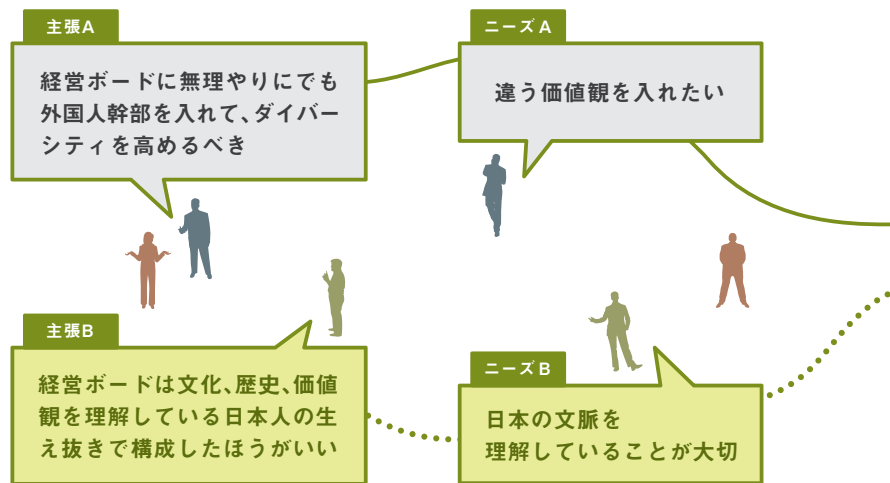 主張A
経営ボードに無理やりにでも
外国人幹部を入れて、ダイバー
シティを高めるべき
ニーズA
違う価値観を入れたい
主張B
経営ボードは文化、歴史、価値
観を理解している日本人の生
え抜きで構成したほうがいい
ニーズB
日本の文脈を
理解していることが大切